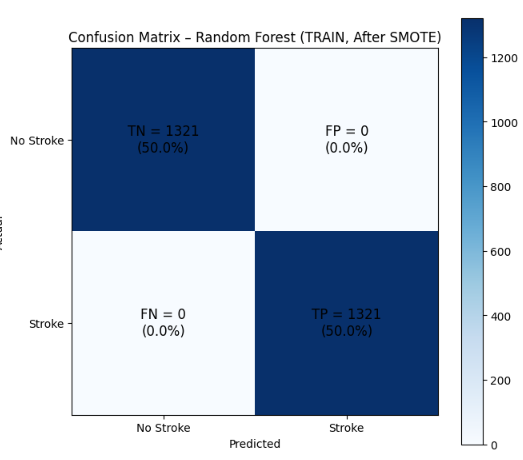 Confusion Matrix – Random Forest (TRAIN, After SMOTE)
No Stroke
Stroke
TN = 1321
(50.0%)
FP = 0
(0.0%)
FN = 0
(0.0%)
TP = 1321
(50.0%)
No Stroke
Stroke
Predicted
1200
1000
800
600
400
200
0